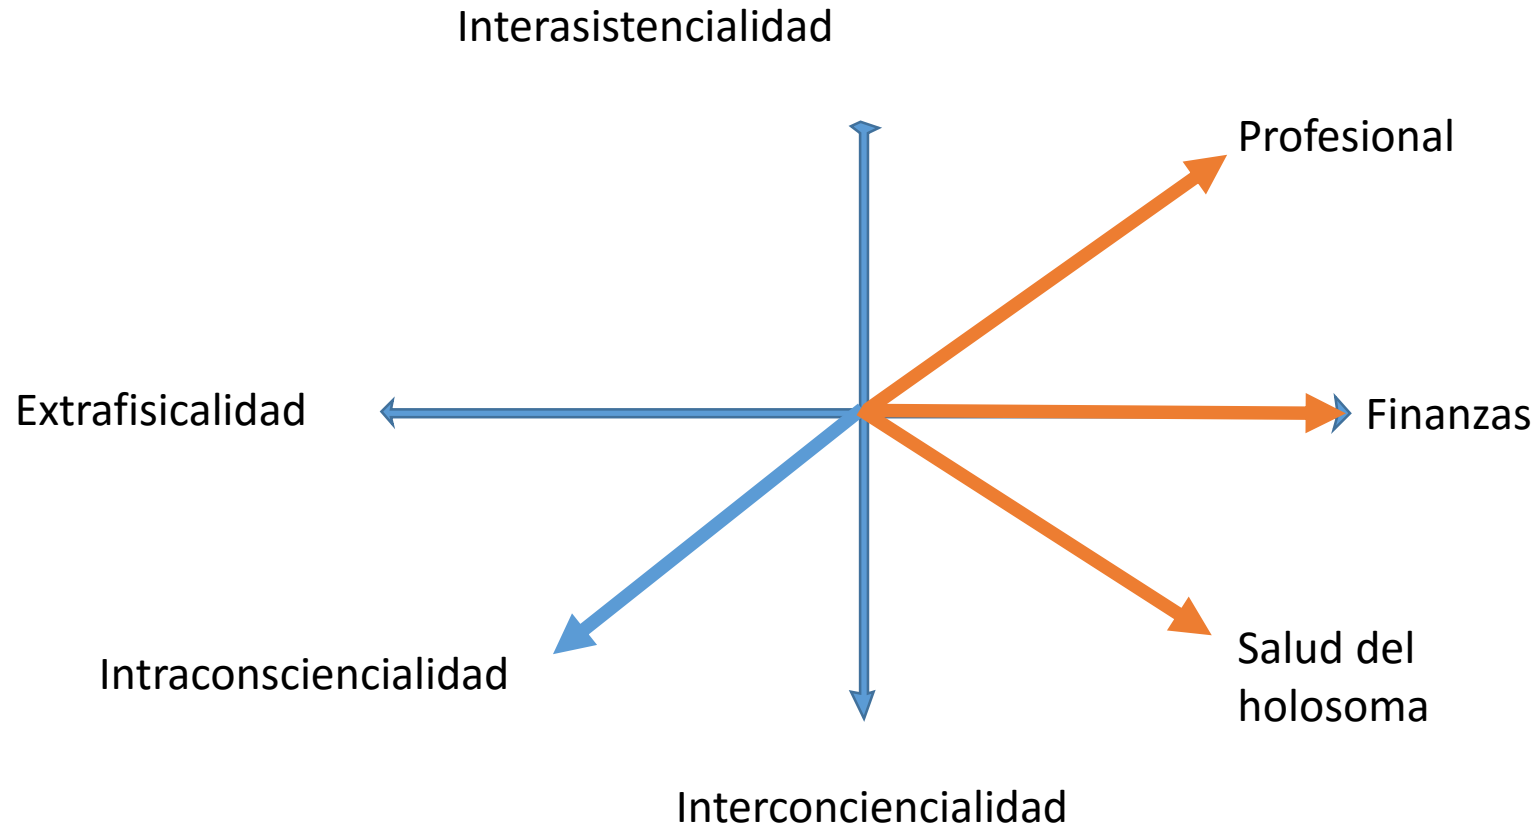 Interasistencialidad
Profesional
Extrafisicalidad
Finanzas
Intraconsciencialidad
Salud del
holosoma
Interconciencialidad